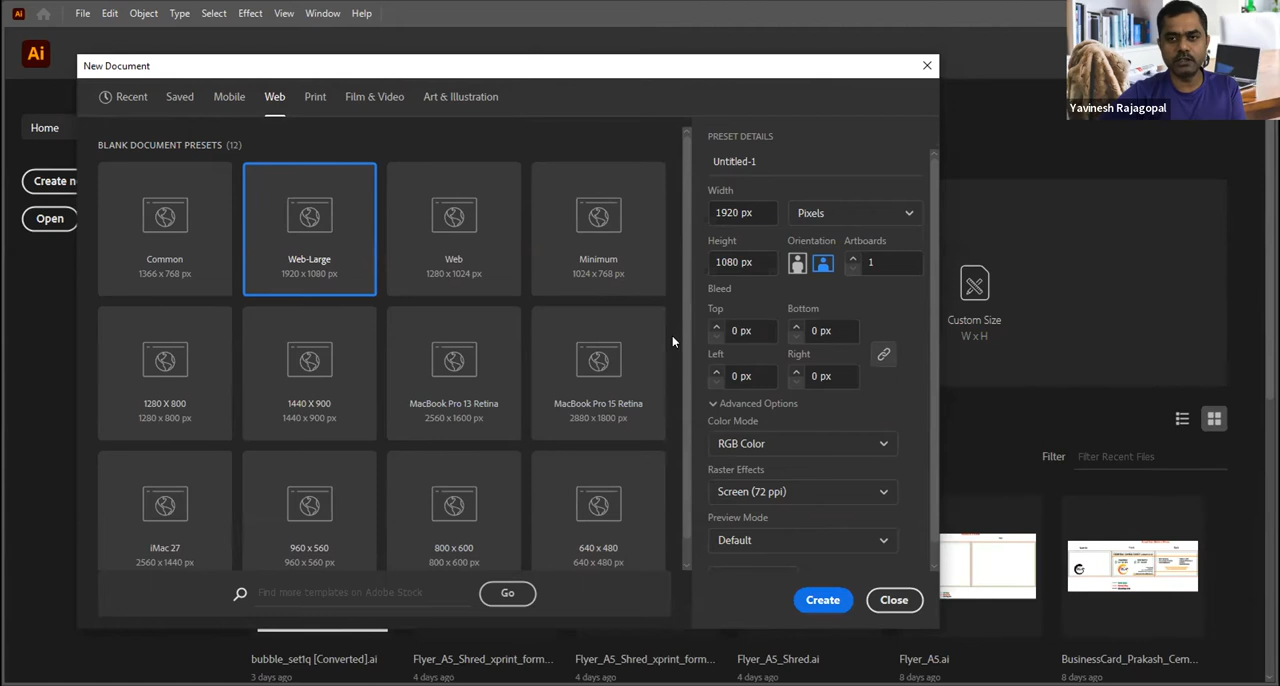 Ai
File Edit Object Type Select Effect View Window Help
Ai
Yavinesh Rajagopal
New Document
Recent Saved Mobile Web Print Film & Video Art & Illustration
Home
Create n
Open
BLANK DOCUMENT PRESETS (12)
Common
1366 x 768 px
Web-Large
1920 x 1080 px
Web
1280 x 1024 px
Minimum
1024 x 768 px
1280 X 800
1280 x 800 px
1440 X 900
1440 x 900 px
MacBook Pro 13 Retina
2560 x 1600 px
MacBook Pro 15 Retina
2880 x 1800 px
iMac 27
2560 x 1440 px
960 x 560
960 x 560 px
800 x 600
800 x 600 px
640 x 480
640 x 480 px
Find more templates on Adobe Stock
Go
PRESET DETAILS
Untitled-1
Width
1920 px Pixels
Height Orientation Artboards
1080 px 1
Bleed
Top Bottom
0 px 0 px
Left Right
0 px 0 px
Advanced Options
Color Mode
RGB Color
Raster Effects
Screen (72 ppi)
Preview Mode
Default
Create Close
Custom Size
W x H
Filter Filter Recent Files
bubble_set1q [Converted].ai
3 days ago
Flyer_A5_Shred_xprint_form...
4 days ago
Flyer_A5_Shred_xprint_form...
4 days ago
Flyer_A5_Shred.ai
4 days ago
Flyer_A5.ai
8 days ago
BusinessCard_Prakash_Cem...
8 days ago